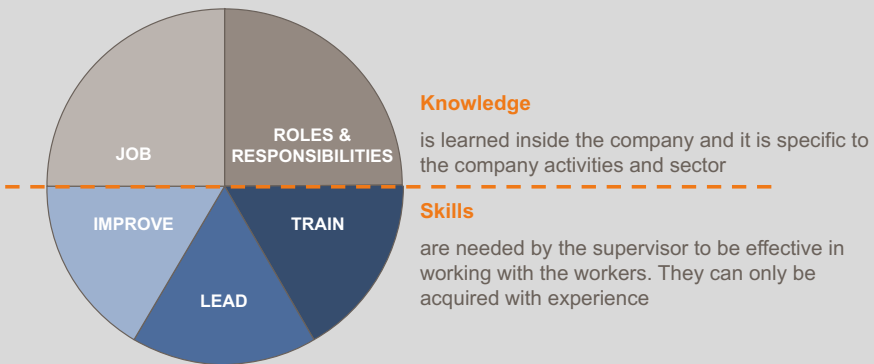 JOB
ROLES &
RESPONSIBILITIES
IMPROVE
TRAIN
LEAD
Knowledge
is learned inside the company and it is specific to
the company activities and sector
Skills
are needed by the supervisor to be effective in
working with the workers. They can only be
acquired with experience